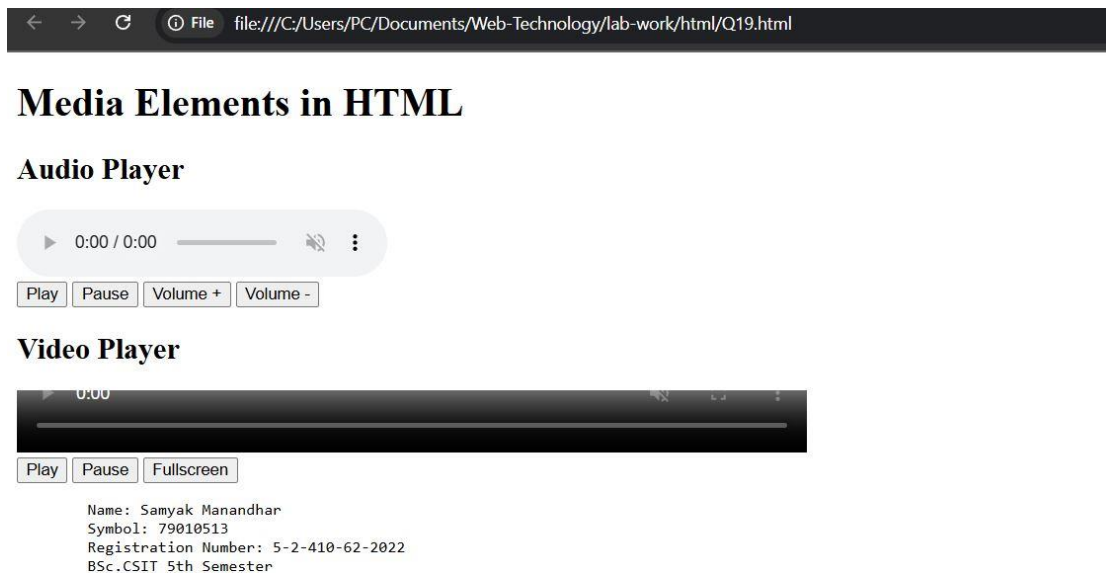 File file:///C:/Users/PC/Documents/Web-Technology/lab-work/html/Q19.html
Media Elements in HTML
Audio Player
0:00 / 0:00
Play Pause Volume + Volume -
Video Player
0:00
Play Pause Fullscreen
Name: Samyak Manandhar
Symbol: 79010513
Registration Number: 5-2-410-62-2022
BSc.CSIT 5th Semester